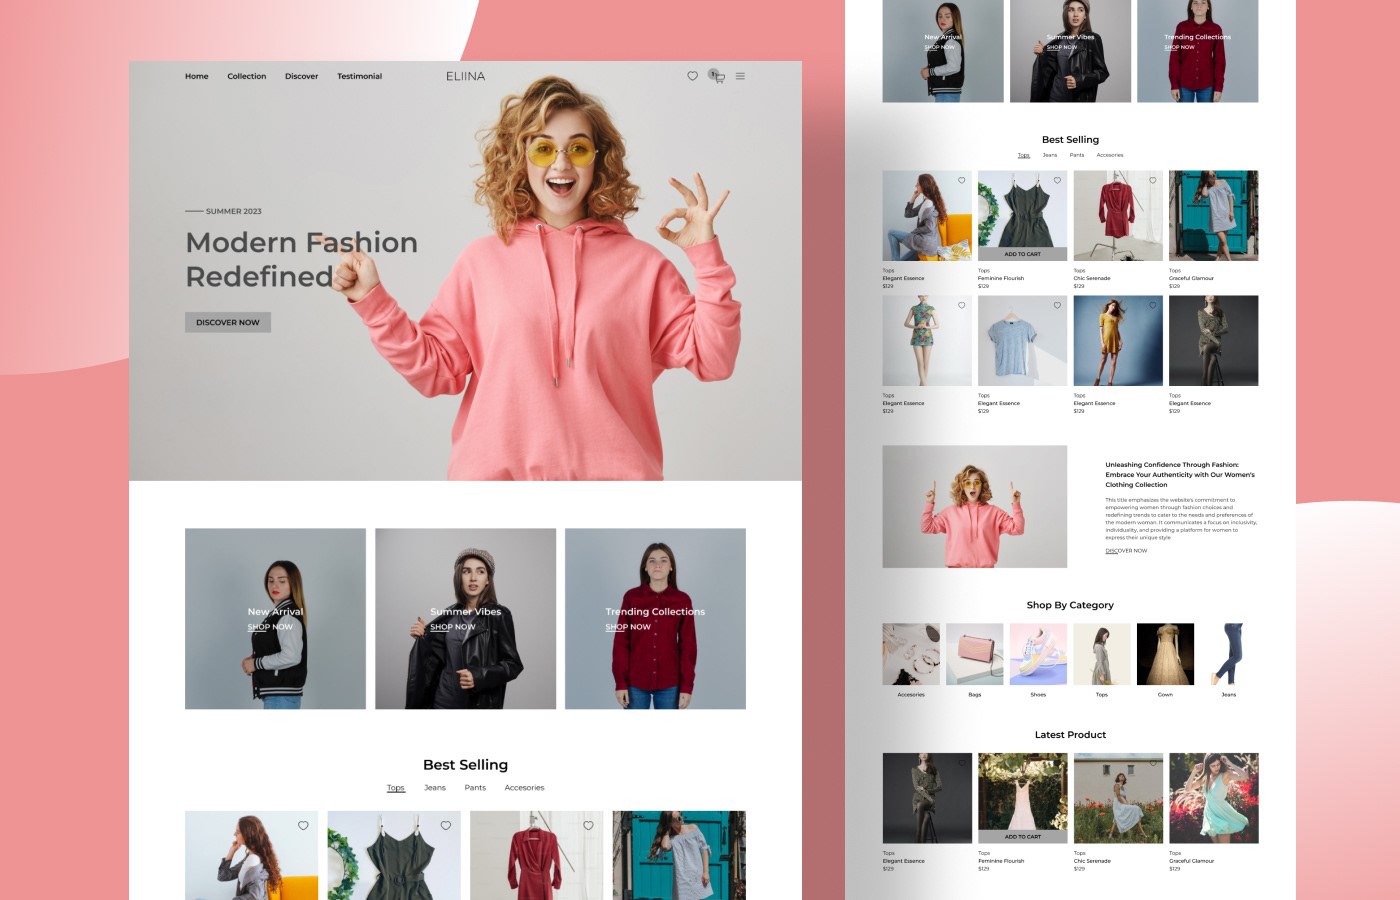 Home Collection Discover Testimonial ELIINA
SUMMER 2023
Modern Fashion
Redefined
DISCOVER NOW
New Arrival
SHOP NOW
Summer Vibes
SHOP NOW
Trending Collections
SHOP NOW
Best Selling
Tops Jeans Pants Accesories
New Arrival
SHOP NOW
Summer Vibes
SHOP NOW
Trending Collections
SHOP NOW
Best Selling
Tops Jeans Pants Accesories
ADD TO CART
Tops
Elegant Essence
$129
Tops
Feminine Flourish
$129
Tops
Chic Serenade
$129
Tops
Graceful Glamour
$129
Tops
Elegant Essence
$129
Tops
Elegant Essence
$129
Tops
Elegant Essence
$129
Tops
Elegant Essence
$129
Unleashing Confidence Through Fashion:
Embrace Your Authenticity with Our Women's
Clothing Collection
This title emphasizes the website's commitment to
empowering women through fashion choices and
redefining trends to cater to the needs and preferences of
the modern woman. It communicates a focus on inclusivity,
individuality, and providing a platform for women to
express their unique style
DISCOVER NOW
Shop By Category
Accesories Bags Shoes Tops Gown Jeans
Latest Product
ADD TO CART
Tops
Elegant Essence
$129
Tops
Feminine Flourish
$129
Tops
Chic Serenade
$129
Tops
Graceful Glamour
$129